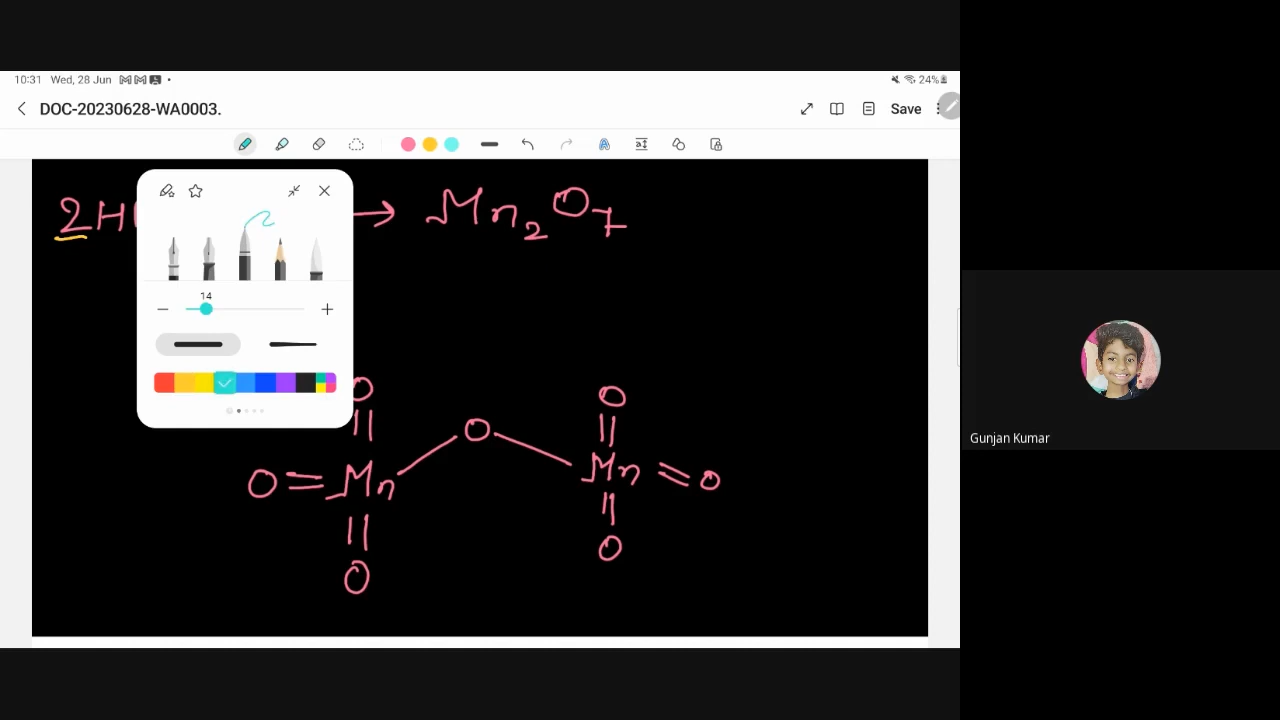 10:31 Wed, 28 Jun 24%
DOC-20230628-WA0003.
Save
2H → Mn2O7
14
O O
O
O = Mn Mn = O
O O
Gunjan Kumar